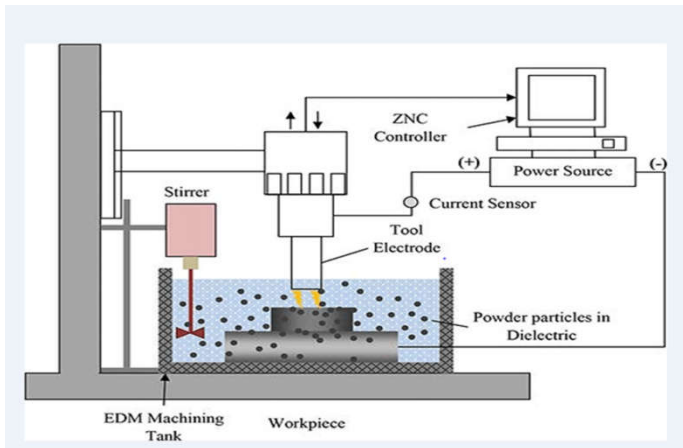 ZNC
Controller
(+)
(-)
Power Source
Stirrer
Current Sensor
Tool
Electrode
Powder particles in
Dielectric
EDM Machining
Tank
Workpiece